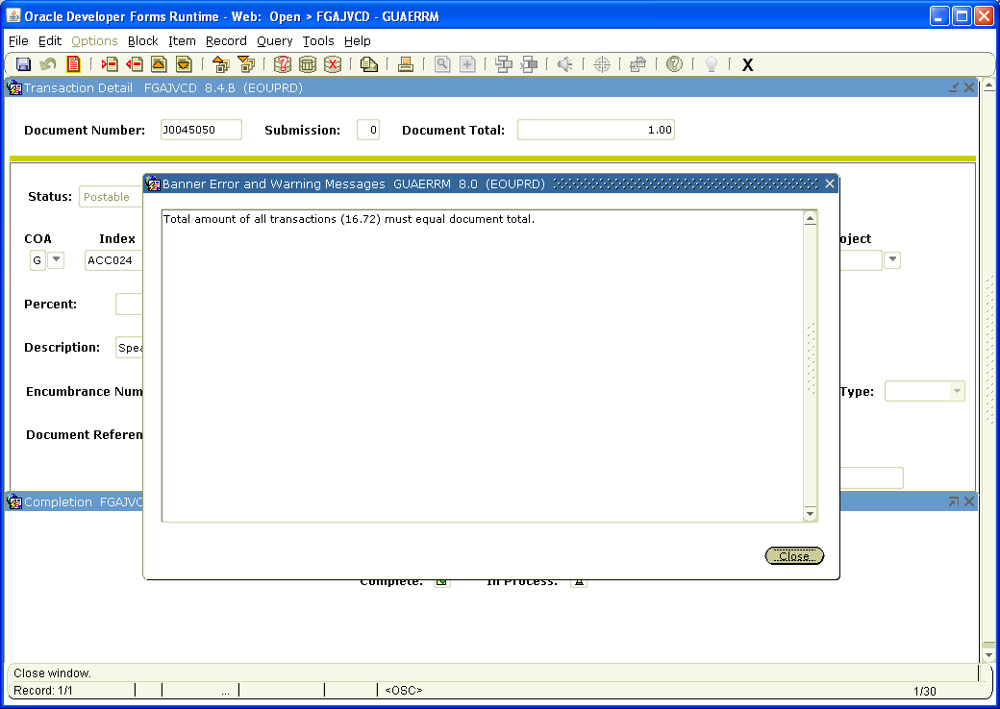 Oracle Developer Forms Runtime - Web: Open > FGAJVCD - GUAERRM
File Edit Options Block Item Record Query Tools Help
X
Transaction Detail FGAJVCD 8.4.B (EOUPRD)
Document Number: J0045050 Submission: 0 Document Total: 1.00
Banner Error and Warning Messages GUAERRM 8.0 (EOUPRD)
Status: Postable
Total amount of all transactions (16.72) must equal document total.
COA Index oject
G ACC024
Percent:
Description: Spea
Encumbrance Num Type:
Document Referen
Completion FGAJVC
Close
Complete: In Process:
Close window.
Record: 1/1 ... <OSC> 1/30